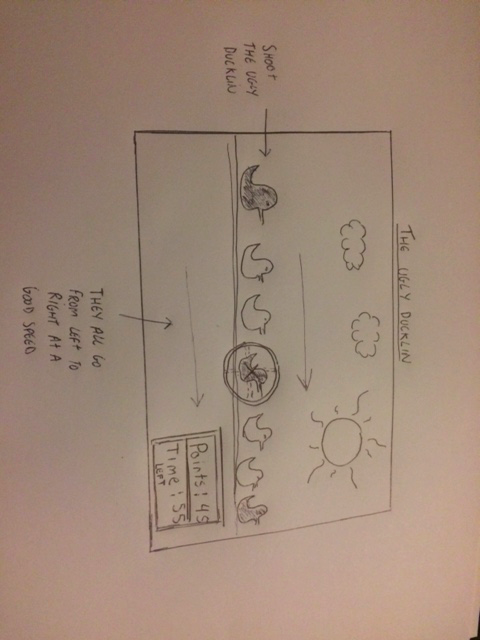 THE UGLY DUCKLIN
SHOOT
THE UGLY
DUCKLIN
Points: 45
Time: 55
LEFT
THEY ALL GO
FROM LEFT TO
RIGHT AT A
GOOD SPEED